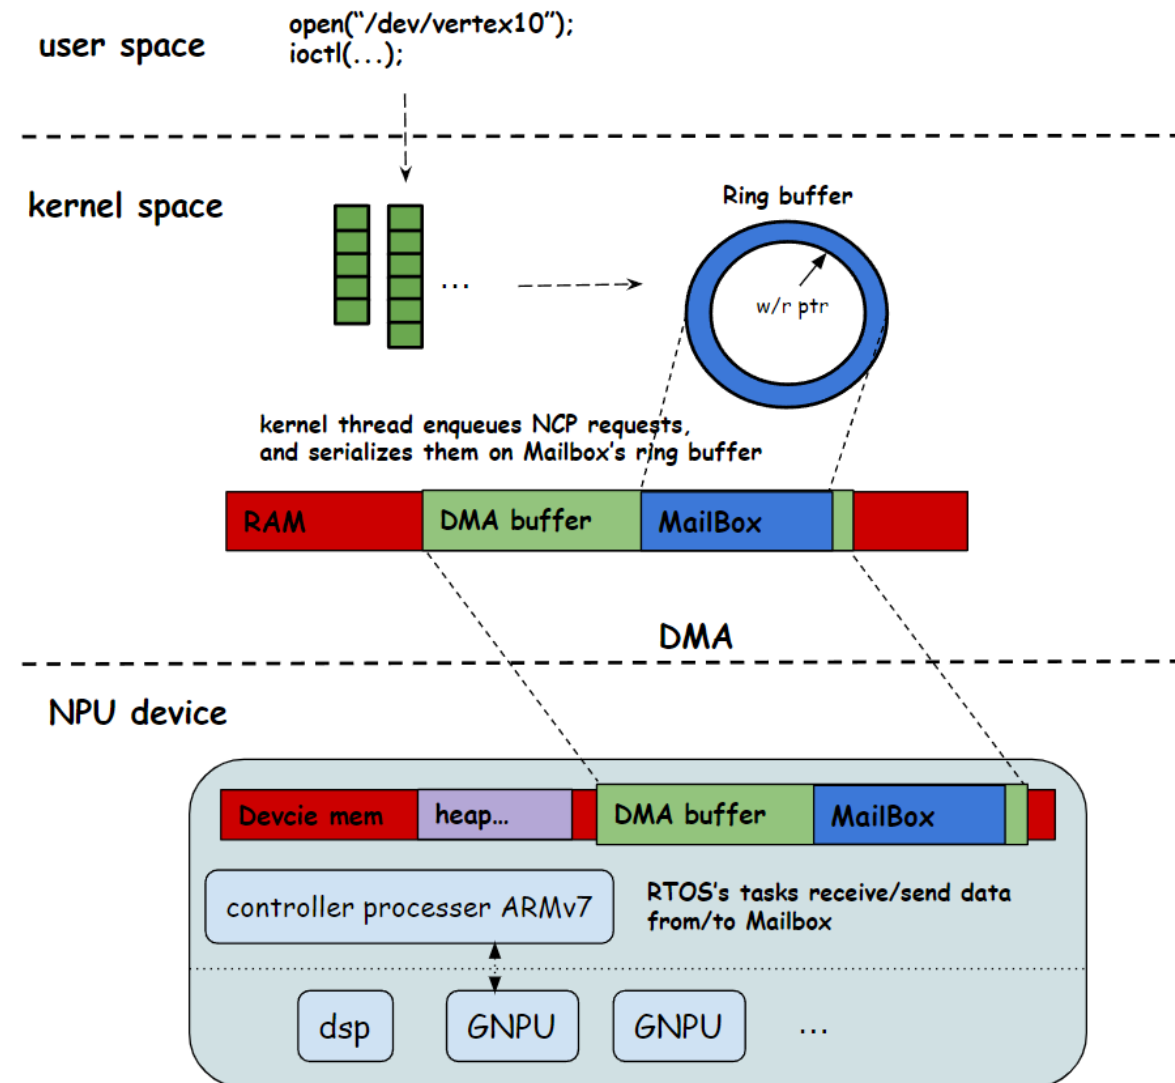 user space
open(“/dev/vertex10”);
ioctl(...);
kernel space
Ring buffer
...
w/r ptr
kernel thread enqueues NCP requests,
and serializes them on Mailbox's ring buffer
RAM
DMA buffer
MailBox
DMA
NPU device
Devcie mem
heap...
DMA buffer
MailBox
controller processer ARMv7
RTOS's tasks receive/send data
from/to Mailbox
dsp
GNPU
GNPU
...